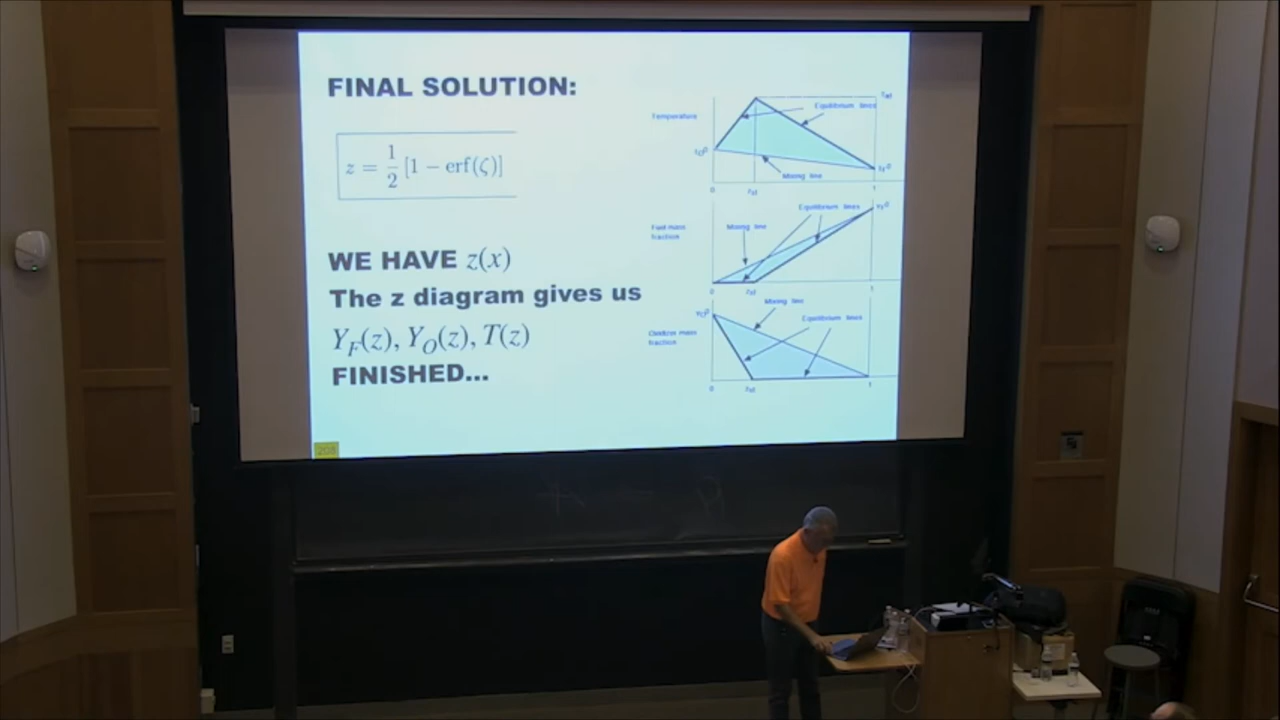 FINAL SOLUTION:
z = 1/2 [1 − erf(ζ)]
WE HAVE z(x)
The z diagram gives us
Y_F(z), Y_O(z), T(z)
FINISHED...
208
Temperature
Equilibrium lines
Mixing line
0
1
Fuel mass
fraction
Mixing line
Equilibrium lines
0
1
Oxidizer mass
fraction
Mixing line
Equilibrium lines
0
1